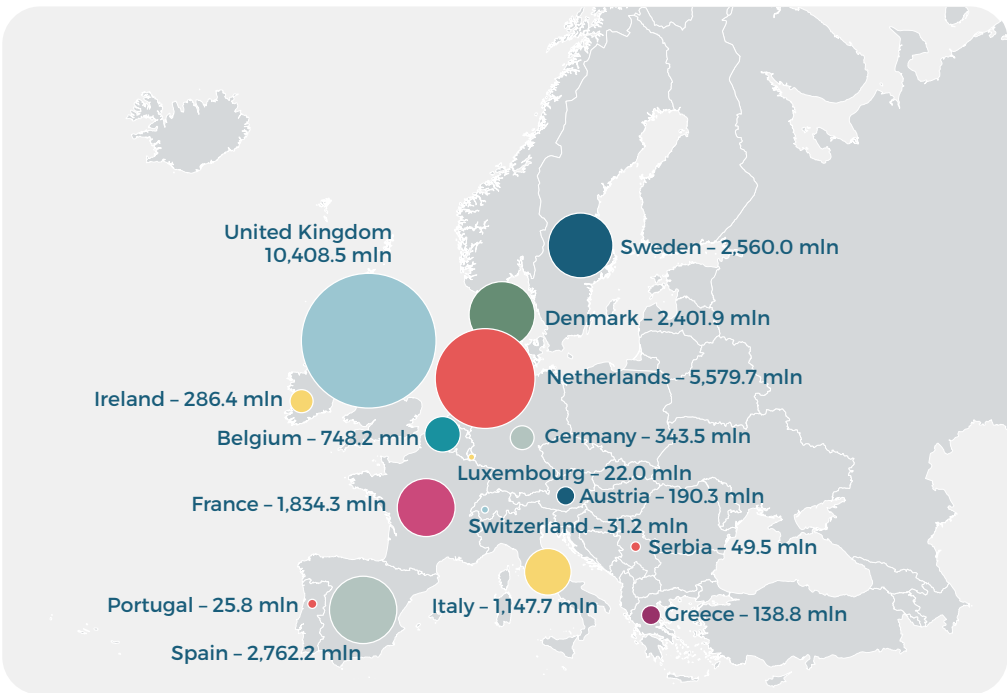 United Kingdom
10,408.5 mln
Sweden – 2,560.0 mln
Denmark – 2,401.9 mln
Netherlands – 5,579.7 mln
Ireland – 286.4 mln
Belgium – 748.2 mln
Germany – 343.5 mln
Luxembourg – 22.0 mln
Austria – 190.3 mln
France – 1,834.3 mln
Switzerland – 31.2 mln
Serbia – 49.5 mln
Portugal – 25.8 mln
Italy – 1,147.7 mln
Greece – 138.8 mln
Spain – 2,762.2 mln